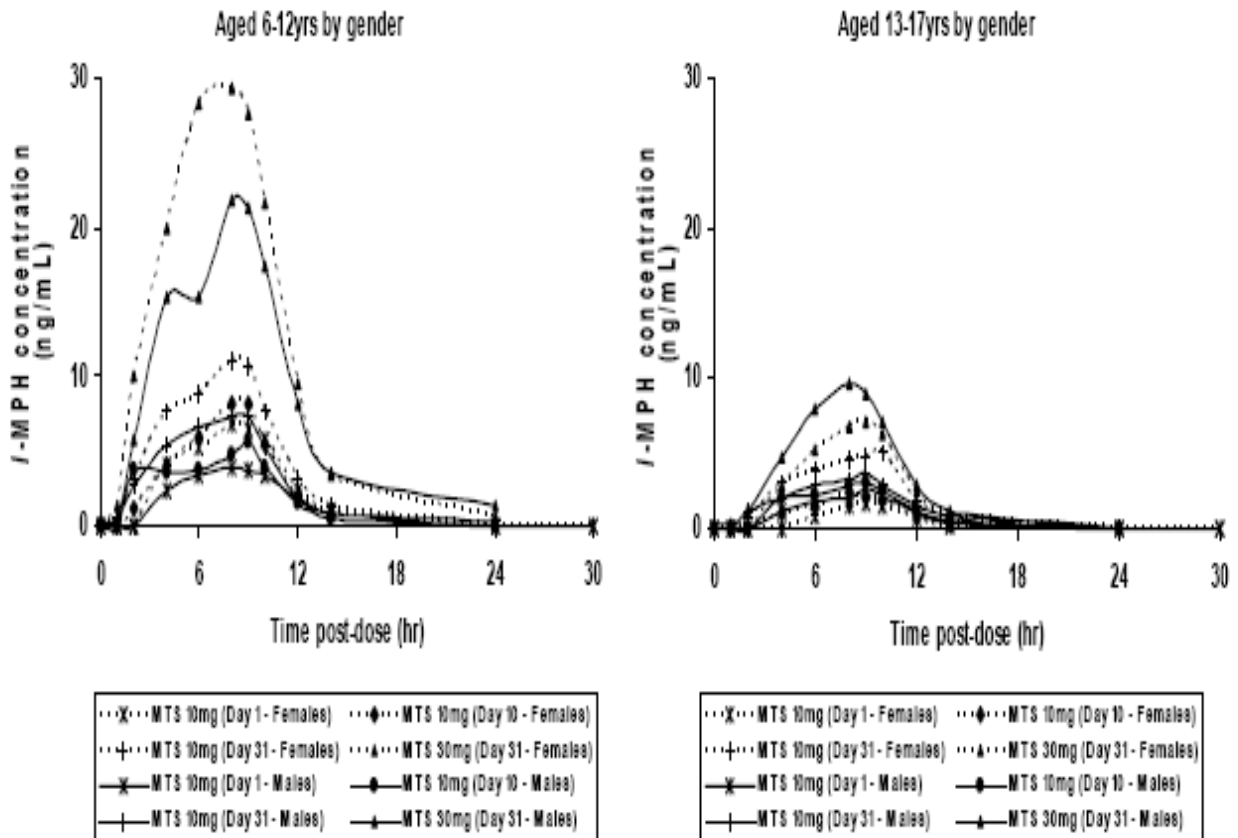 Aged 6-12yrs by gender
30
20
10
0
l-MPH concentration
(ng/mL)
0 6 12 18 24 30
Time post-dose (hr)
MTS 10mg (Day 1 - Females) MTS 10mg (Day 10 - Females)
MTS 10mg (Day 31 - Females) MTS 30mg (Day 31 - Females)
MTS 10mg (Day 1 - Males) MTS 10mg (Day 10 - Males)
MTS 10mg (Day 31 - Males) MTS 30mg (Day 31 - Males)
Aged 13-17yrs by gender
30
20
10
0
l-MPH concentration
(ng/mL)
0 6 12 18 24 30
Time post-dose (hr)
MTS 10mg (Day 1 - Females) MTS 10mg (Day 10 - Females)
MTS 10mg (Day 31 - Females) MTS 30mg (Day 31 - Females)
MTS 10mg (Day 1 - Males) MTS 10mg (Day 10 - Males)
MTS 10mg (Day 31 - Males) MTS 30mg (Day 31 - Males)